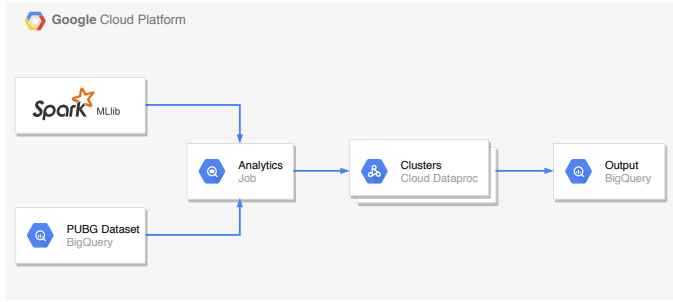 Google Cloud Platform
Spark MLlib
Analytics
Job
Clusters
Cloud Dataproc
Output
BigQuery
PUBG Dataset
BigQuery